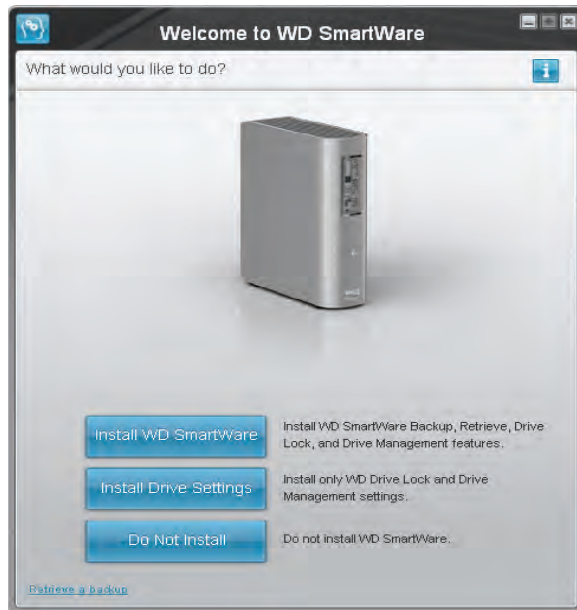 Welcome to WD SmartWare
What would you like to do?
Install WD SmartWare
Install WD SmartWare Backup, Retrieve, Drive
Lock, and Drive Management features.
Install Drive Settings
Install only WD Drive Lock and Drive
Management settings.
Do Not Install
Do not install WD SmartWare.
Retrieve a backup